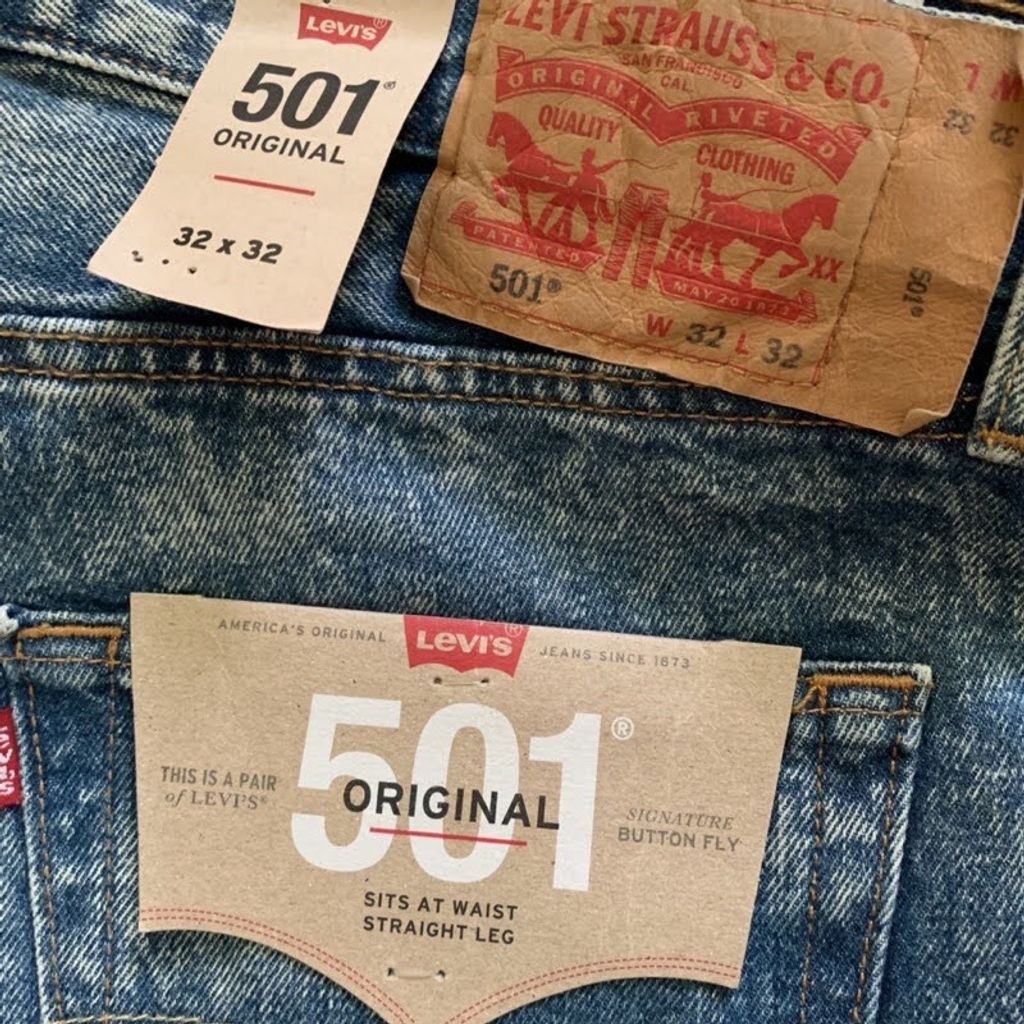 Levi's®
501®
ORIGINAL
32 x 32
LEVI STRAUSS & CO.
SAN FRANCISCO
CAL.
ORIGINAL RIVETED
QUALITY
CLOTHING
PATENTED
XX
MAY 20 1873
501®
W 32 L 32
W L
32 32
501®
AMERICA'S ORIGINAL
Levi's®
JEANS SINCE 1873
501®
ORIGINAL
THIS IS A PAIR
of LEVI'S®
SIGNATURE
BUTTON FLY
SITS AT WAIST
STRAIGHT LEG
LEVI'S